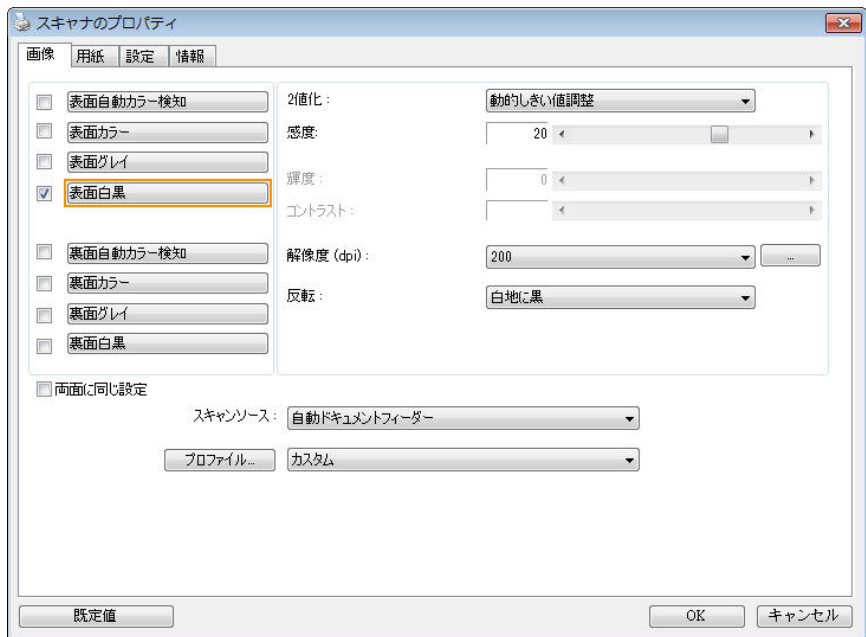 スキャナのプロパティ
画像 用紙 設定 情報
表面自動カラー検知
表面カラー
表面グレイ
表面白黒
裏面自動カラー検知
裏面カラー
裏面グレイ
裏面白黒
2値化： 動的しきい値調整
感度: 20
輝度： 0
コントラスト：
解像度 (dpi)： 200 ...
反転： 白地に黒
両面に同じ設定
スキャンソース： 自動ドキュメントフィーダー
プロファイル... カスタム
既定値 OK キャンセル